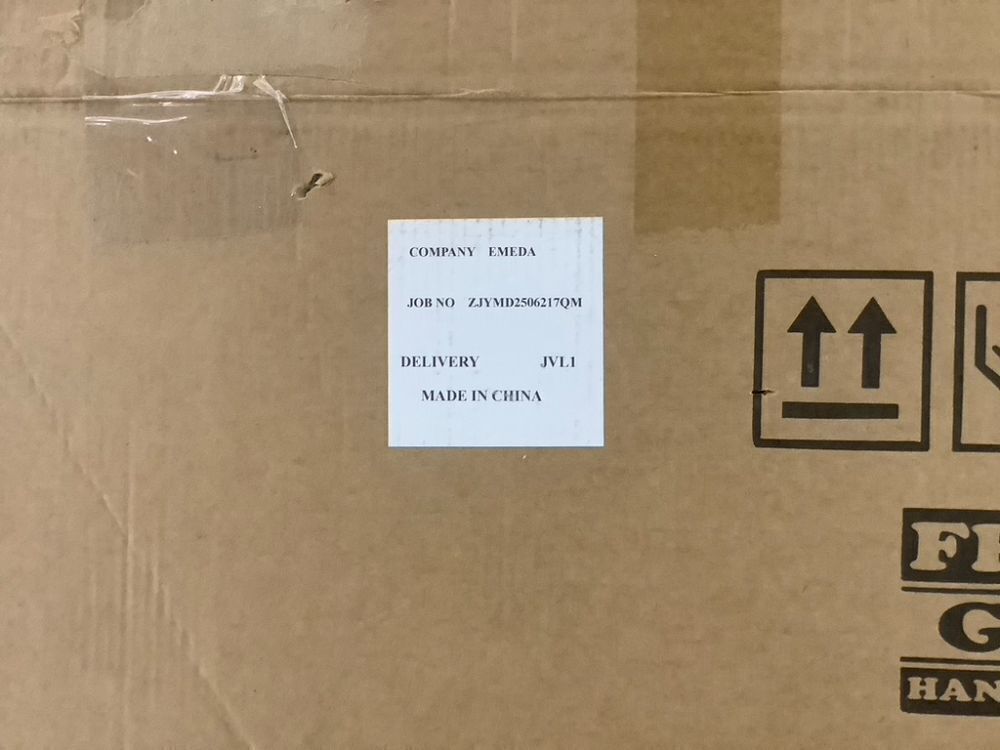 COMPANY EMEDA
JOB NO ZJYMD2506217QM
DELIVERY JVL1
MADE IN CHINA